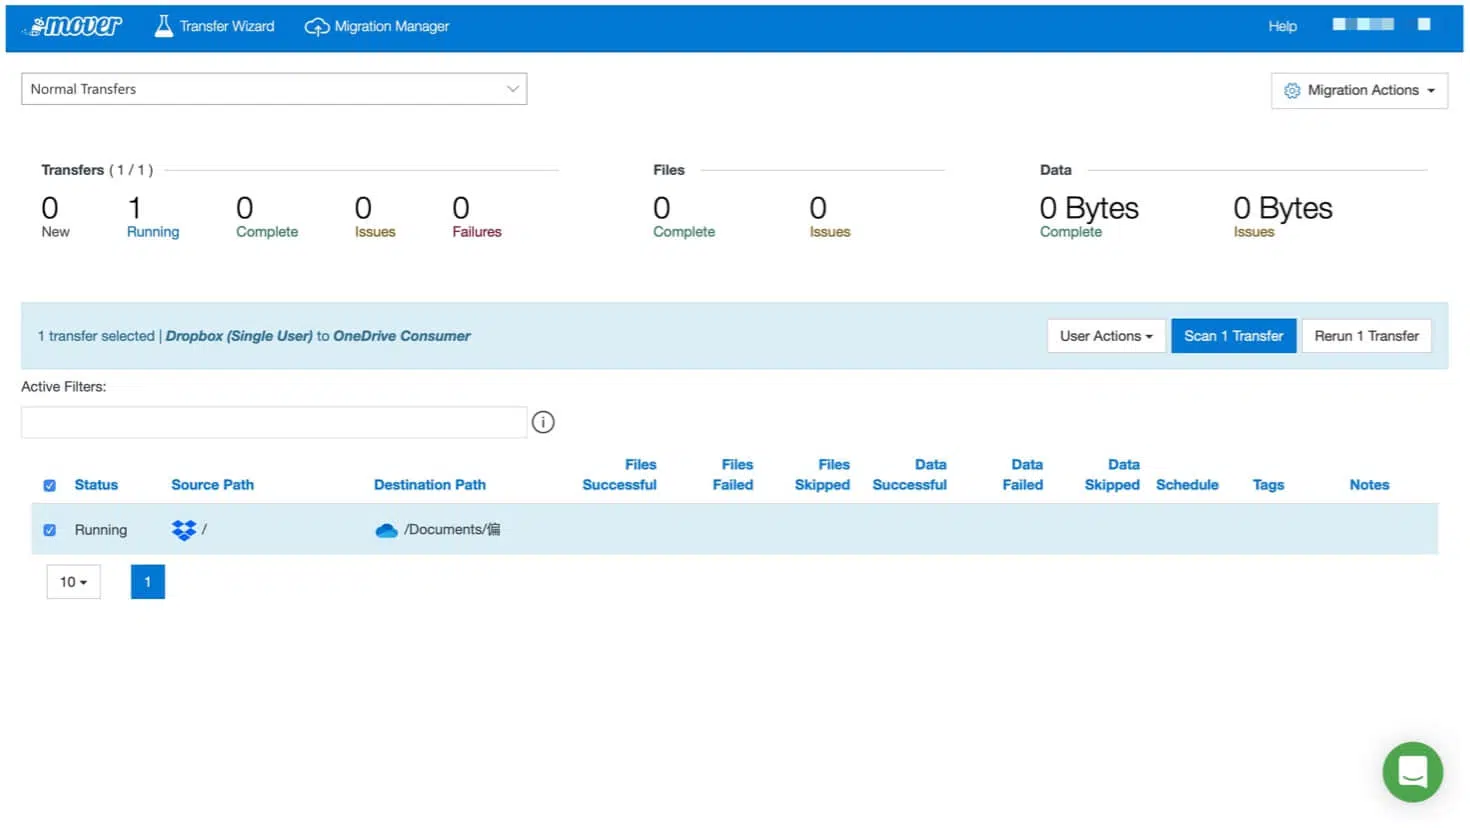 mover Transfer Wizard Migration Manager Help
Normal Transfers
Migration Actions
Transfers ( 1 / 1 ) Files Data
0 1 0 0 0 0 0 0 Bytes 0 Bytes
New Running Complete Issues Failures Complete Issues Complete Issues
1 transfer selected | Dropbox (Single User) to OneDrive Consumer User Actions Scan 1 Transfer Rerun 1 Transfer
Active Filters:
Files Files Files Data Data Data
Status Source Path Destination Path Successful Failed Skipped Successful Failed Skipped Schedule Tags Notes
Running / /Documents/偏
10 1